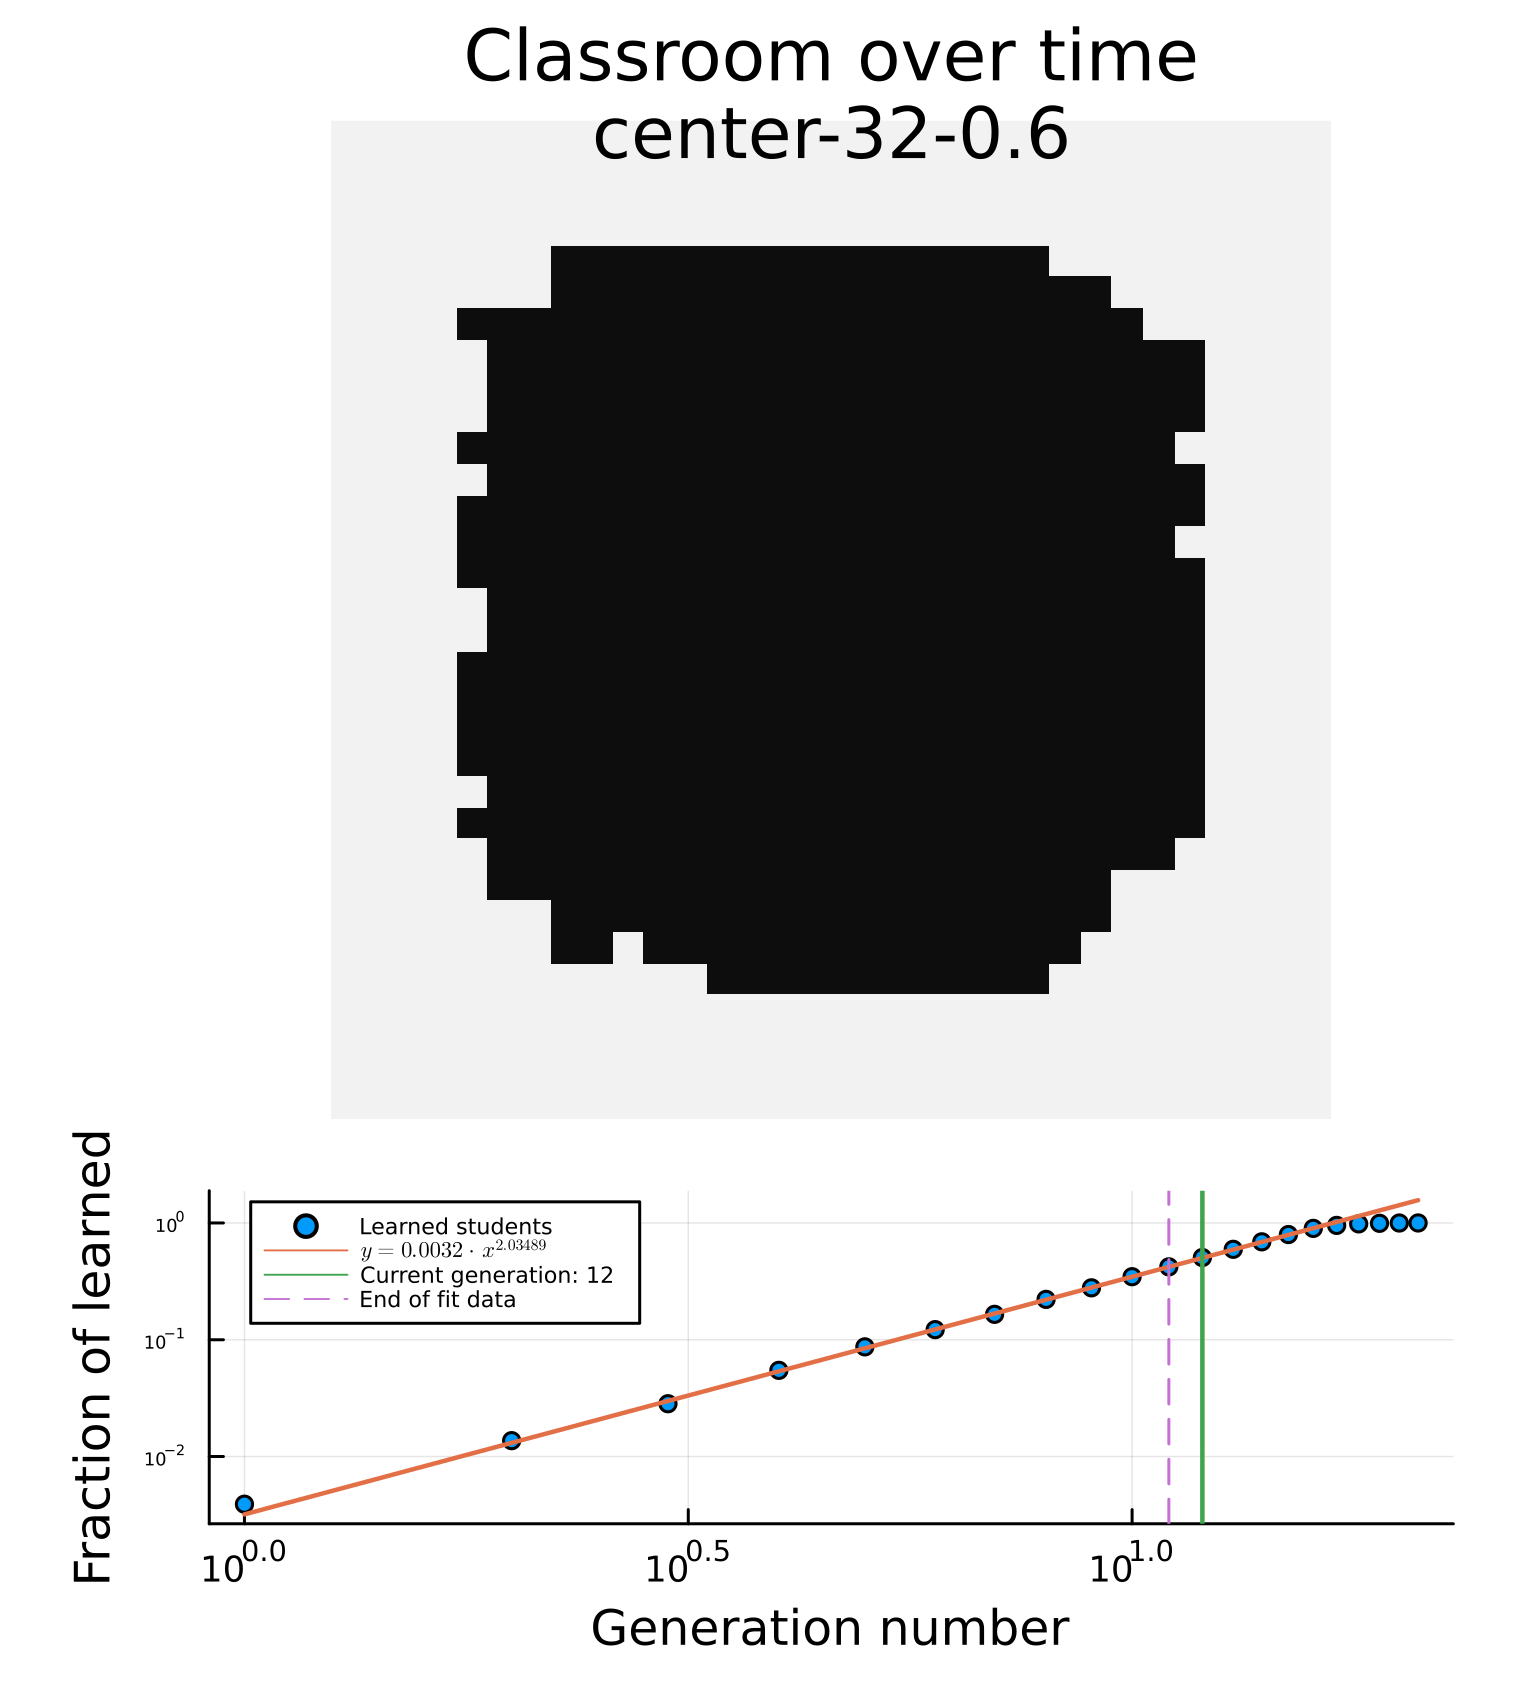 Classroom over time
center-32-0.6
Fraction of learned
10⁰
10⁻¹
10⁻²
Learned students
y = 0.0032 · x^2.03489
Current generation: 12
End of fit data
10^0.0
10^0.5
10^1.0
Generation number